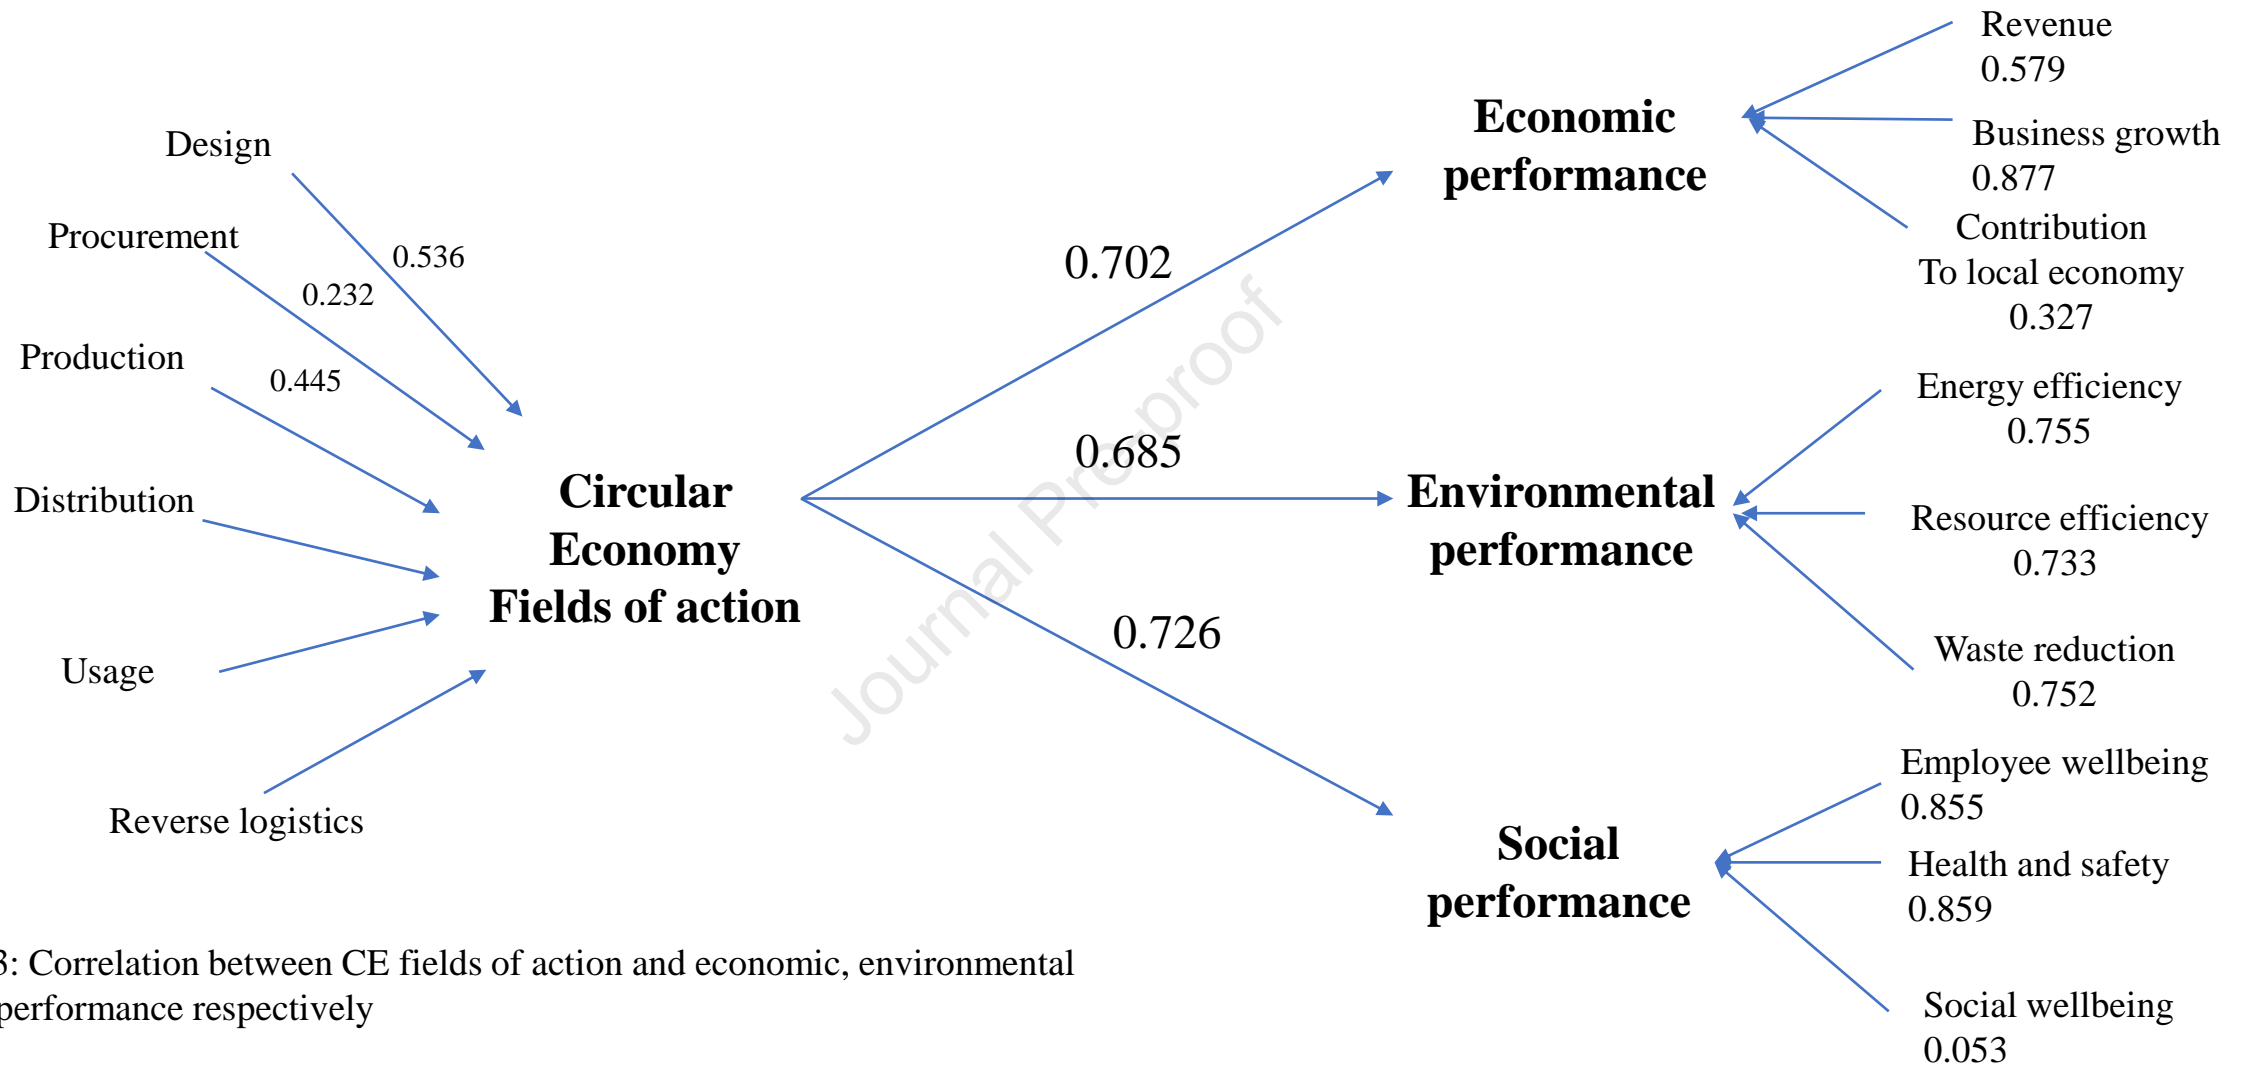 Design
Procurement
0.536
0.232
Production
0.445
Distribution
Usage
Reverse logistics
Circular
Economy
Fields of action
0.702
0.685
0.726
Economic
performance
Environmental
performance
Social
performance
Revenue
0.579
Business growth
0.877
Contribution
To local economy
0.327
Energy efficiency
0.755
Resource efficiency
0.733
Waste reduction
0.752
Employee wellbeing
0.855
Health and safety
0.859
Social wellbeing
0.053
Journal Pre-proof
3: Correlation between CE fields of action and economic, environmental
performance respectively